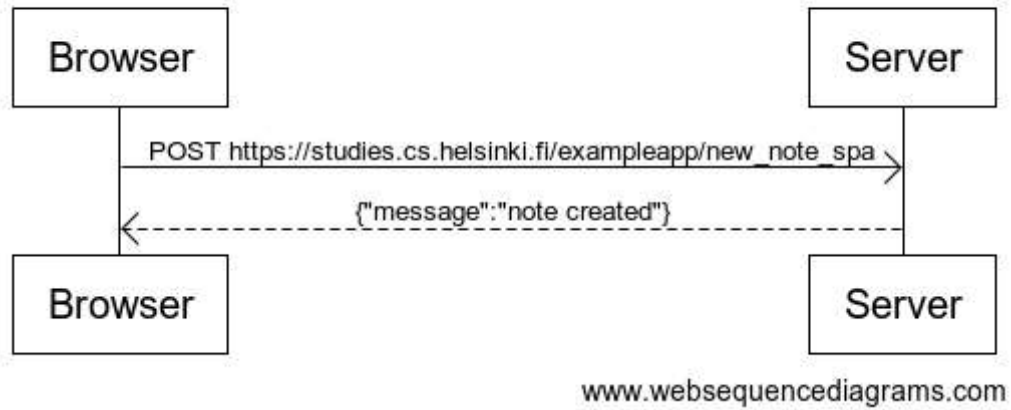 Browser Server
POST https://studies.cs.helsinki.fi/exampleapp/new_note_spa
{"message":"note created"}
Browser Server
www.websequencediagrams.com